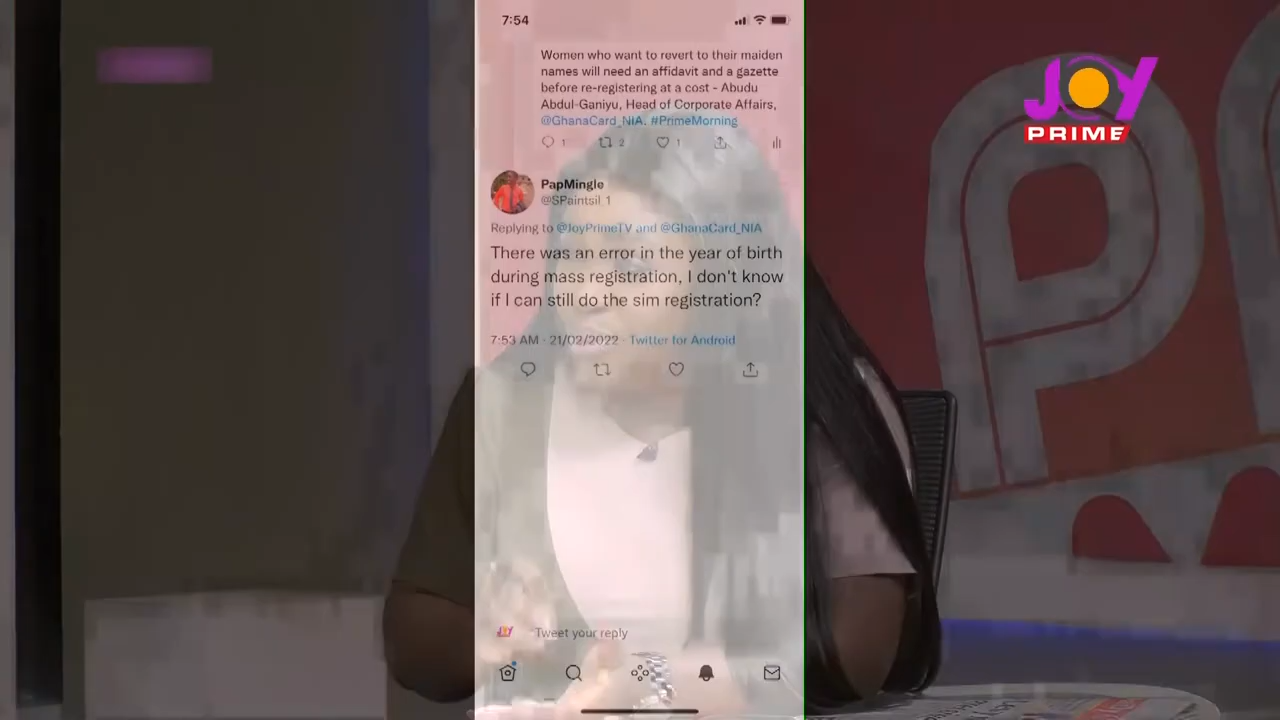 7:54
Women who want to revert to their maiden
names will need an affidavit and a gazette
before re-registering at a cost - Abudu
Abdul-Ganiyu, Head of Corporate Affairs,
@GhanaCard_NIA. #PrimeMorning
1 2 1
PapMingle
@SPaintsil_1
Replying to @JoyPrimeTV and @GhanaCard_NIA
There was an error in the year of birth
during mass registration, I don't know
if I can still do the sim registration?
7:53 AM · 21/02/2022 · Twitter for Android
JOY
Tweet your reply
JOY
PRIME